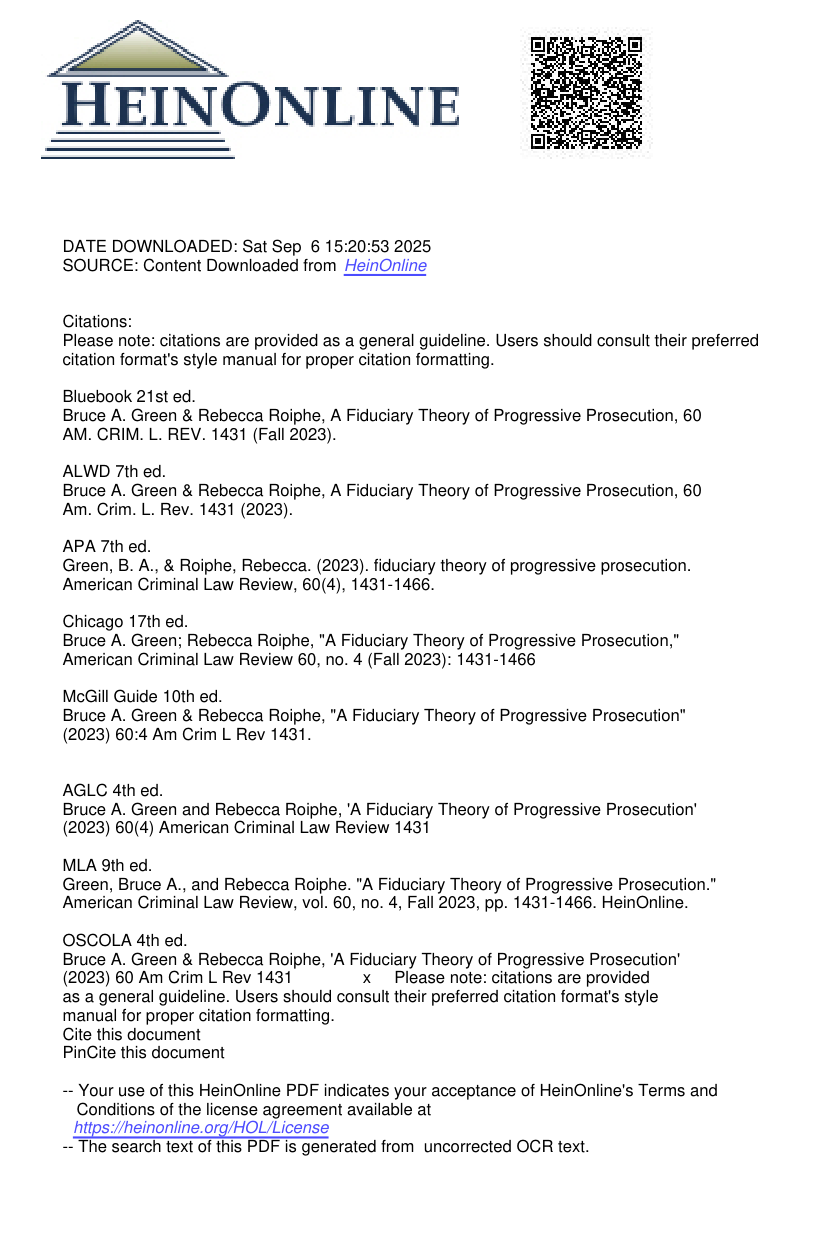 HEINONLINE
DATE DOWNLOADED: Sat Sep  6 15:20:53 2025
SOURCE: Content Downloaded from HeinOnline
Citations:
Please note: citations are provided as a general guideline. Users should consult their preferred
citation format's style manual for proper citation formatting.
Bluebook 21st ed.
Bruce A. Green & Rebecca Roiphe, A Fiduciary Theory of Progressive Prosecution, 60
AM. CRIM. L. REV. 1431 (Fall 2023).
ALWD 7th ed.
Bruce A. Green & Rebecca Roiphe, A Fiduciary Theory of Progressive Prosecution, 60
Am. Crim. L. Rev. 1431 (2023).
APA 7th ed.
Green, B. A., & Roiphe, Rebecca. (2023). fiduciary theory of progressive prosecution.
American Criminal Law Review, 60(4), 1431-1466.
Chicago 17th ed.
Bruce A. Green; Rebecca Roiphe, "A Fiduciary Theory of Progressive Prosecution,"
American Criminal Law Review 60, no. 4 (Fall 2023): 1431-1466
McGill Guide 10th ed.
Bruce A. Green & Rebecca Roiphe, "A Fiduciary Theory of Progressive Prosecution"
(2023) 60:4 Am Crim L Rev 1431.
AGLC 4th ed.
Bruce A. Green and Rebecca Roiphe, 'A Fiduciary Theory of Progressive Prosecution'
(2023) 60(4) American Criminal Law Review 1431
MLA 9th ed.
Green, Bruce A., and Rebecca Roiphe. "A Fiduciary Theory of Progressive Prosecution."
American Criminal Law Review, vol. 60, no. 4, Fall 2023, pp. 1431-1466. HeinOnline.
OSCOLA 4th ed.
Bruce A. Green & Rebecca Roiphe, 'A Fiduciary Theory of Progressive Prosecution'
(2023) 60 Am Crim L Rev 1431 x Please note: citations are provided
as a general guideline. Users should consult their preferred citation format's style
manual for proper citation formatting.
Cite this document
PinCite this document
-- Your use of this HeinOnline PDF indicates your acceptance of HeinOnline's Terms and
Conditions of the license agreement available at
https://heinonline.org/HOL/License
-- The search text of this PDF is generated from  uncorrected OCR text.